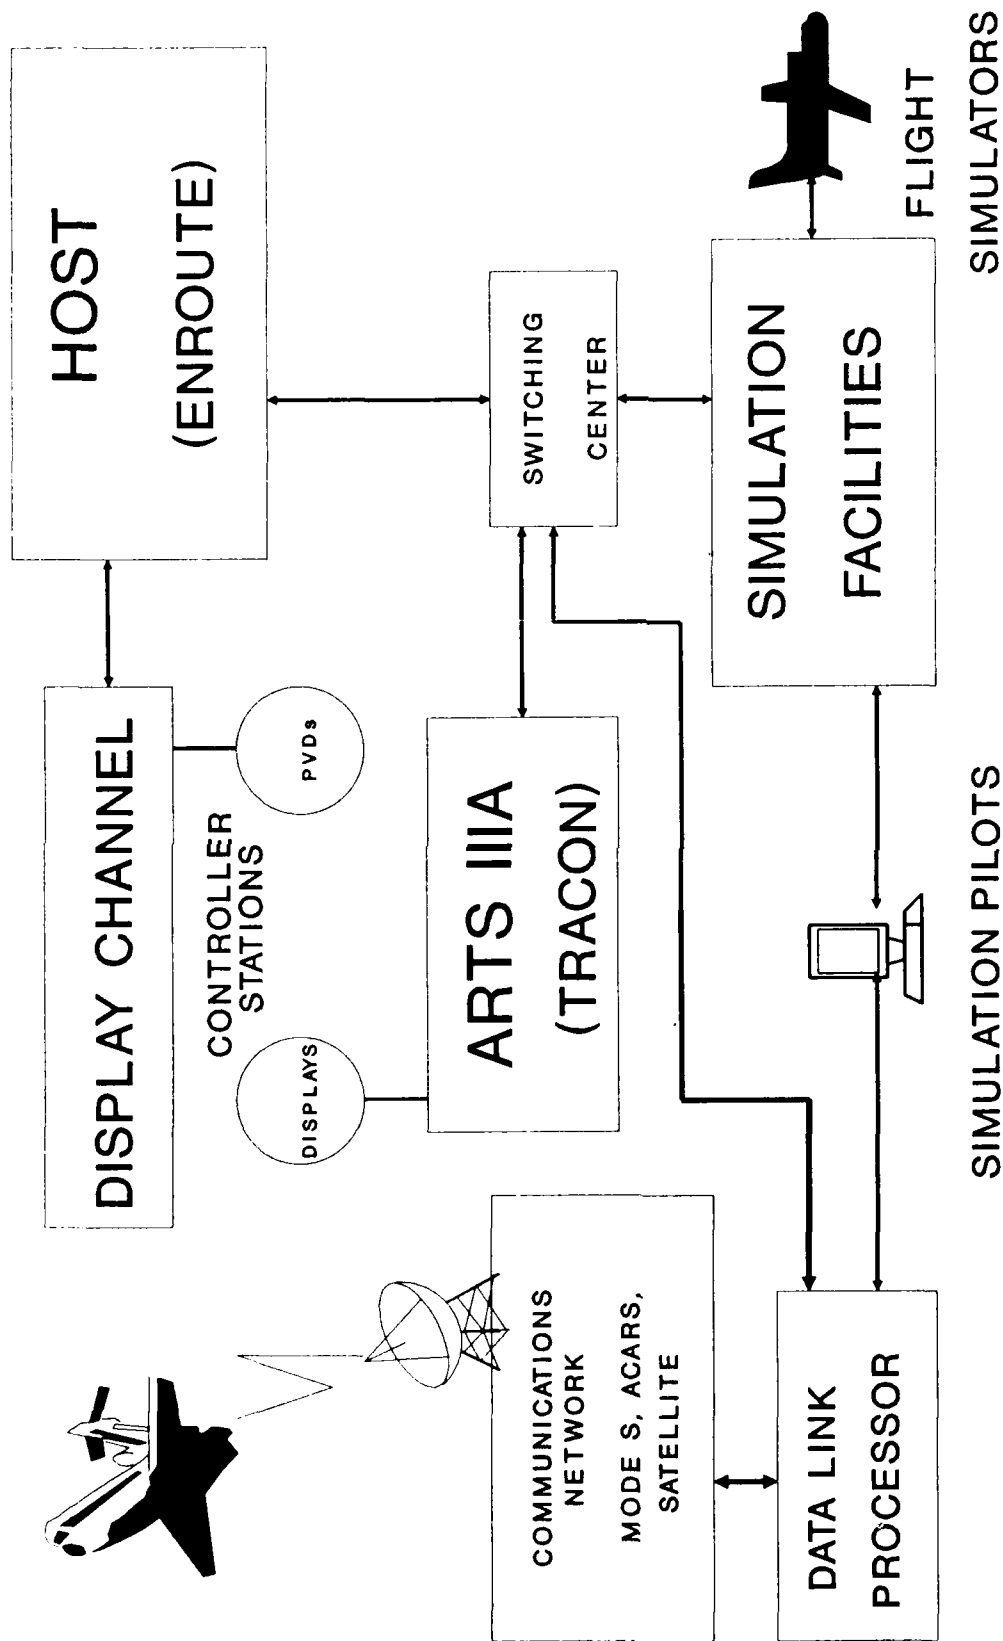 DISPLAY CHANNEL
HOST
(ENROUTE)
CONTROLLER
STATIONS
DISPLAYS
PVDs
ARTS IIIA
(TRACON)
SWITCHING
CENTER
COMMUNICATIONS
NETWORK
MODE S, ACARS,
SATELLITE
DATA LINK
PROCESSOR
SIMULATION
FACILITIES
SIMULATION PILOTS
FLIGHT
SIMULATORS